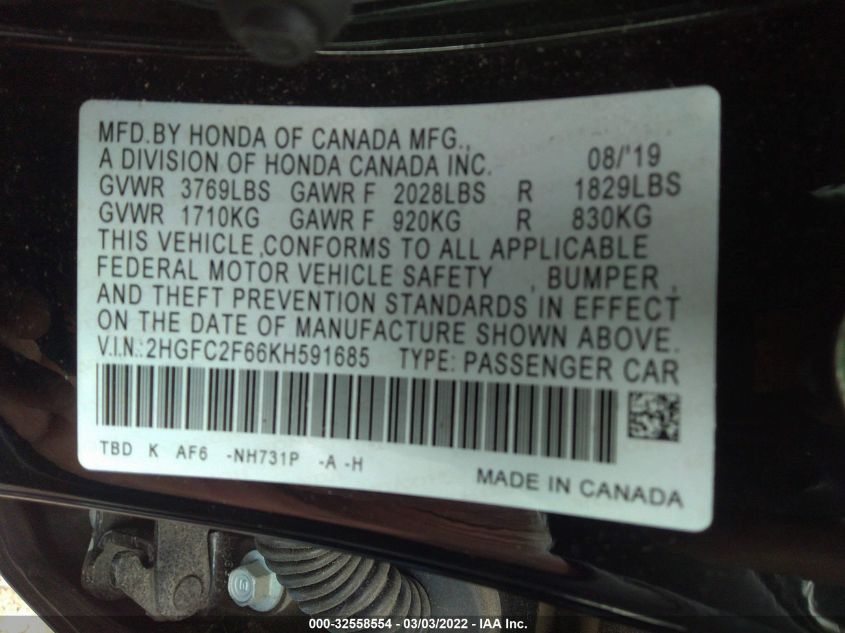 MFD.BY HONDA OF CANADA MFG.,
A DIVISION OF HONDA CANADA INC. 08/'19
GVWR 3769LBS GAWR F 2028LBS R 1829LBS
GVWR 1710KG GAWR F 920KG R 830KG
THIS VEHICLE,CONFORMS TO ALL APPLICABLE
FEDERAL MOTOR VEHICLE SAFETY , BUMPER ,
AND THEFT PREVENTION STANDARDS IN EFFECT
ON THE DATE OF MANUFACTURE SHOWN ABOVE.
V.I.N.:2HGFC2F66KH591685 TYPE: PASSENGER CAR
TBD K AF6 -NH731P -A -H
MADE IN CANADA
000-32558554 — 03/03/2022 — IAA Inc.